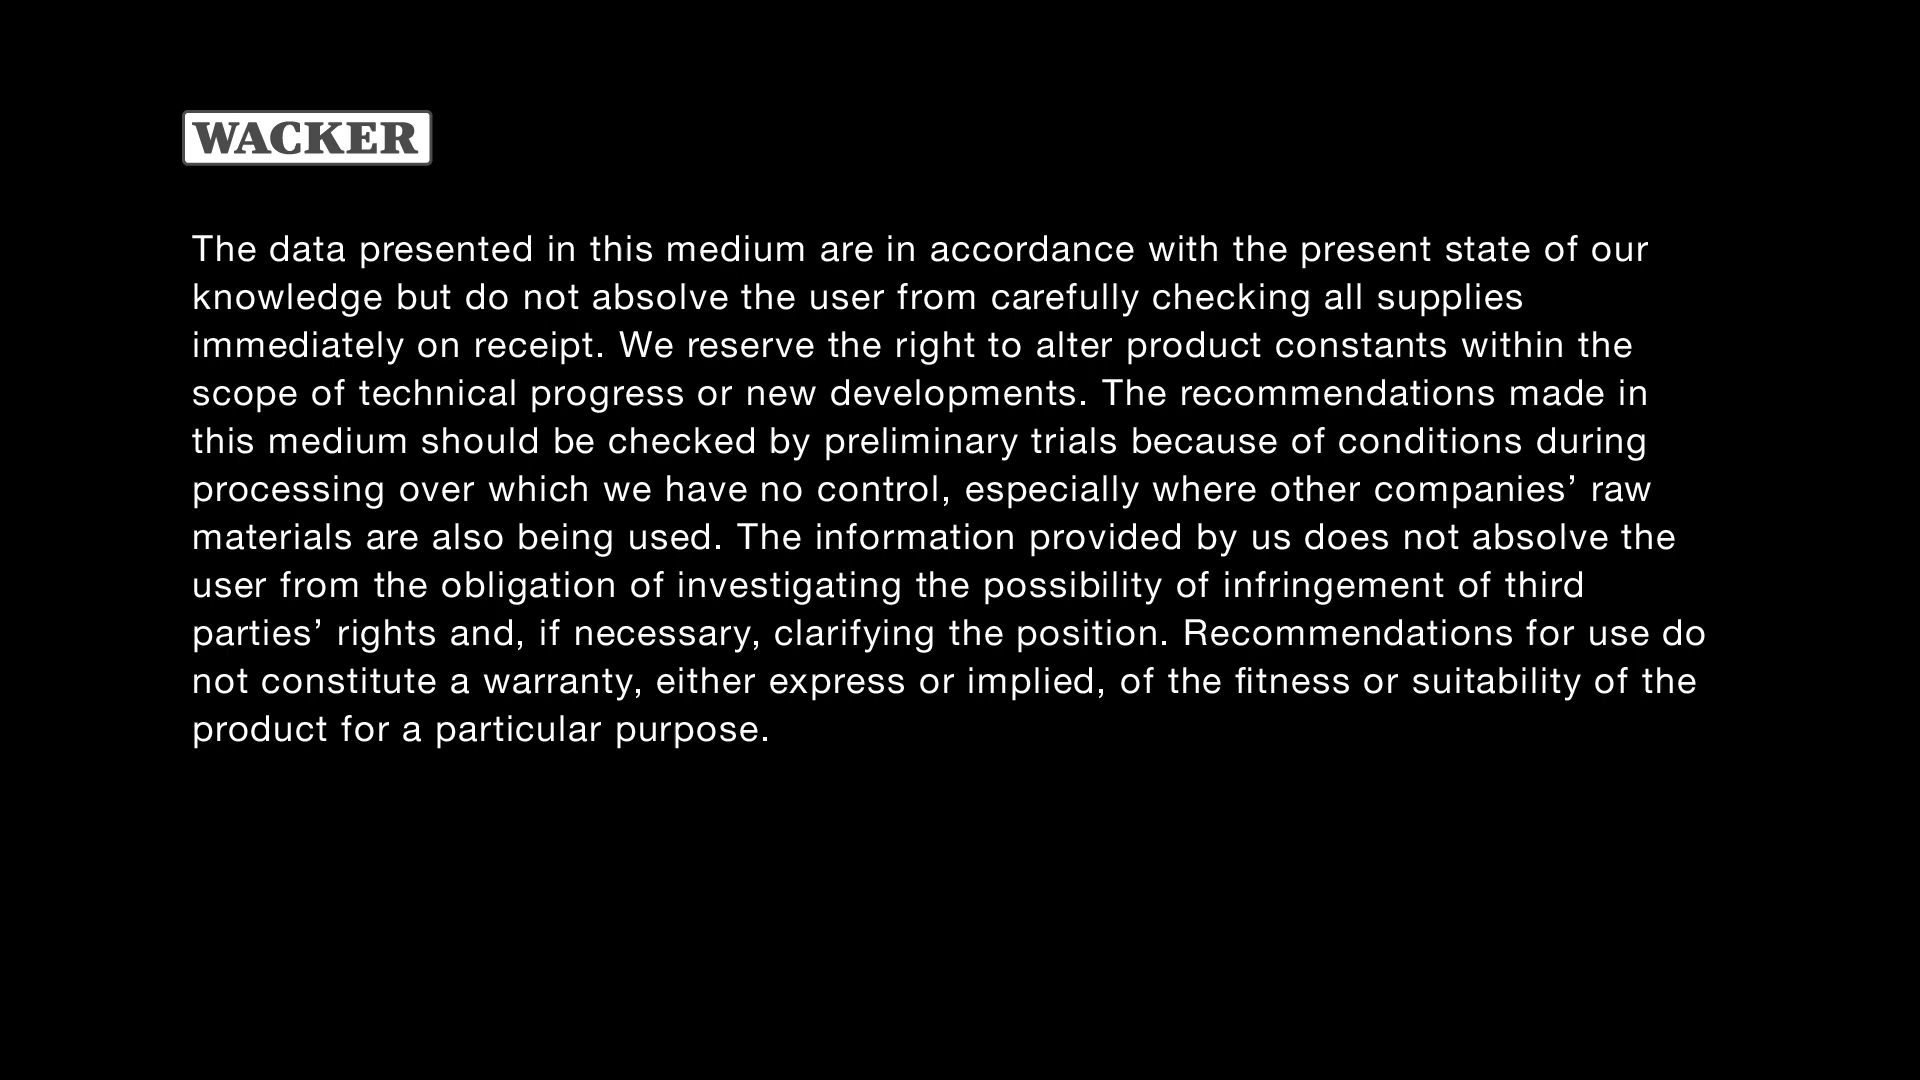 WACKER
The data presented in this medium are in accordance with the present state of our
knowledge but do not absolve the user from carefully checking all supplies
immediately on receipt. We reserve the right to alter product constants within the
scope of technical progress or new developments. The recommendations made in
this medium should be checked by preliminary trials because of conditions during
processing over which we have no control, especially where other companies’ raw
materials are also being used. The information provided by us does not absolve the
user from the obligation of investigating the possibility of infringement of third
parties’ rights and, if necessary, clarifying the position. Recommendations for use do
not constitute a warranty, either express or implied, of the fitness or suitability of the
product for a particular purpose.